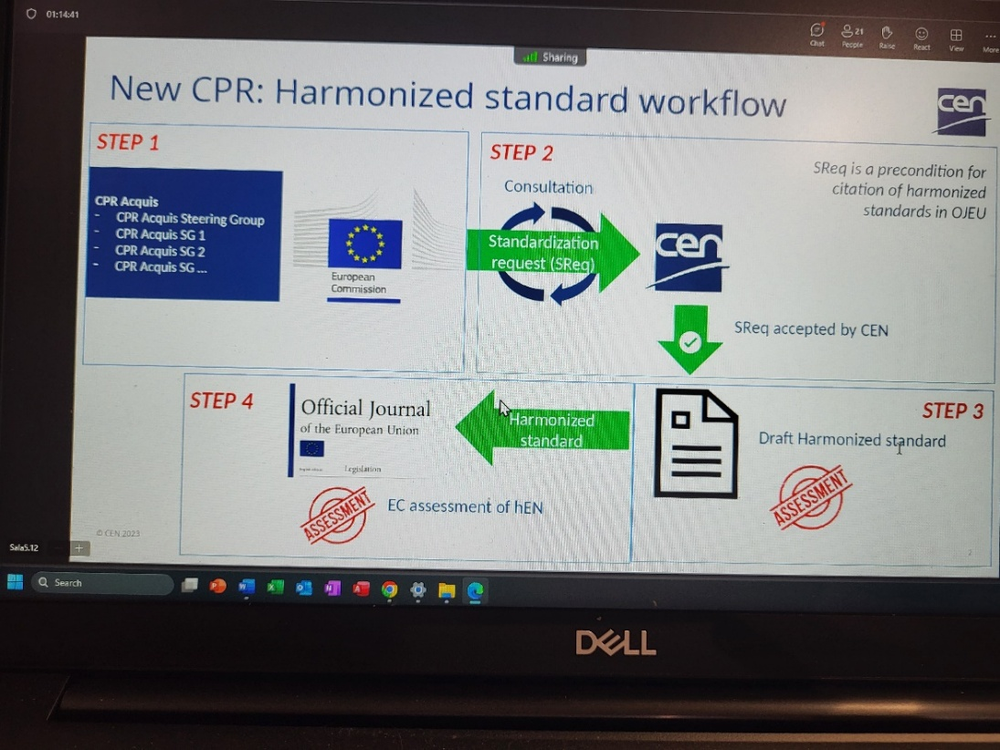 01:14:41
Chat
21
People
Raise
React
View
More
Sharing
New CPR: Harmonized standard workflow
cen
STEP 1
CPR Acquis
- CPR Acquis Steering Group
- CPR Acquis SG 1
- CPR Acquis SG 2
- CPR Acquis SG ...
European
Commission
STEP 2
Consultation
Standardization
request (SReq)
cen
SReq is a precondition for
citation of harmonized
standards in OJEU
SReq accepted by CEN
STEP 3
Draft Harmonized standard
ASSESSMENT
Harmonized
standard
STEP 4
Official Journal
of the European Union
Legislation
ASSESSMENT
EC assessment of hEN
© CEN 2023
2
Sala5.12
Search
DELL